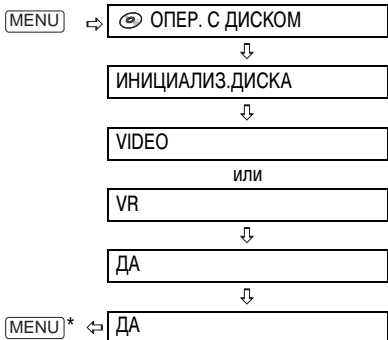 MENU ⇨ ОПЕР. С ДИСКОМ
⇩
ИНИЦИАЛИЗ.ДИСКА
⇩
VIDEO
или
VR
⇩
ДА
⇩
MENU* ⇦ ДА